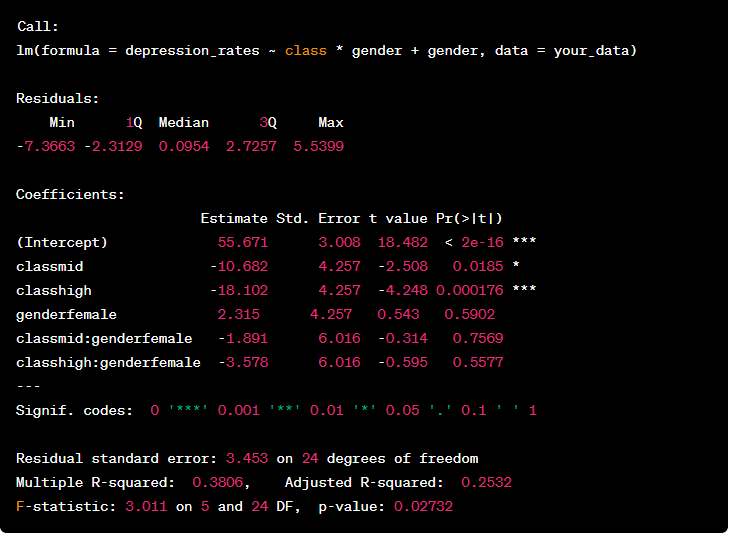 Call:
lm(formula = depression_rates ~ class * gender + gender, data = your_data)
Residuals:
Min 1Q Median 3Q Max
-7.3663 -2.3129 0.0954 2.7257 5.5399
Coefficients:
Estimate Std. Error t value Pr(>|t|)
(Intercept) 55.671 3.008 18.482 < 2e-16 ***
classmid -10.682 4.257 -2.508 0.0185 *
classhigh -18.102 4.257 -4.248 0.000176 ***
genderfemale 2.315 4.257 0.543 0.5902
classmid:genderfemale -1.891 6.016 -0.314 0.7569
classhigh:genderfemale -3.578 6.016 -0.595 0.5577
---
Signif. codes: 0 '***' 0.001 '**' 0.01 '*' 0.05 '.' 0.1 ' ' 1
Residual standard error: 3.453 on 24 degrees of freedom
Multiple R-squared: 0.3806, Adjusted R-squared: 0.2532
F-statistic: 3.011 on 5 and 24 DF, p-value: 0.02732